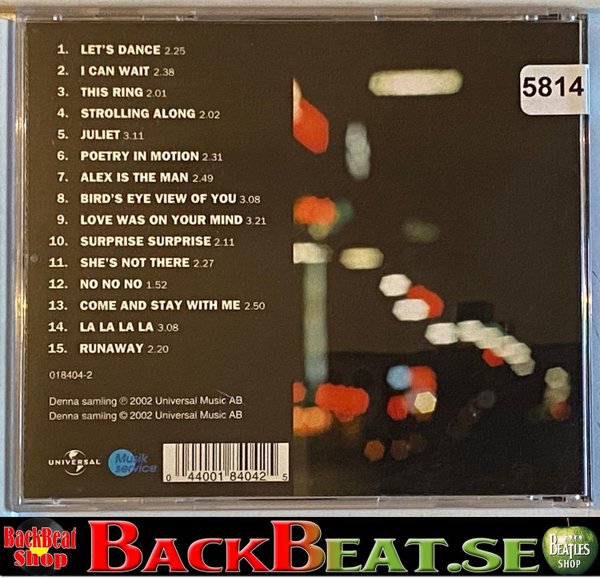 1. LET'S DANCE 2.25
2. I CAN WAIT 2.38
3. THIS RING 2.01
4. STROLLING ALONG 2.02
5. JULIET 3.11
6. POETRY IN MOTION 2.31
7. ALEX IS THE MAN 2.49
8. BIRD'S EYE VIEW OF YOU 3.08
9. LOVE WAS ON YOUR MIND 3.21
10. SURPRISE SURPRISE 2.11
11. SHE'S NOT THERE 2.27
12. NO NO NO 1.52
13. COME AND STAY WITH ME 2.50
14. LA LA LA LA 3.08
15. RUNAWAY 2.20
5814
018404-2
Denna samling ℗ 2002 Universal Music AB
Denna samling © 2002 Universal Music AB
UNIVERSAL
Musik
service
0 44001 84042 5
BackBeat
Shop
BACKBEAT.SE
BEATLES
SHOP